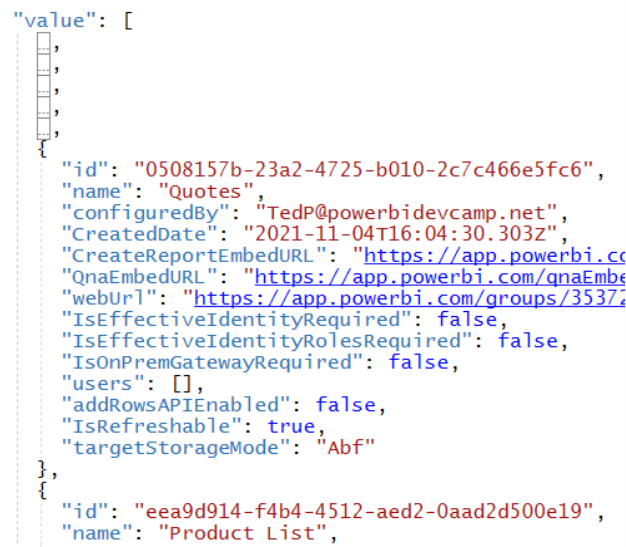 "value": [
,
,
,
,
,
{
"id": "0508157b-23a2-4725-b010-2c7c466e5fc6",
"name": "Quotes",
"configuredBy": "TedP@powerbidevcamp.net",
"CreatedDate": "2021-11-04T16:04:30.303Z",
"CreateReportEmbedURL": "https://app.powerbi.co
"QnaEmbedURL": "https://app.powerbi.com/qnaEmbe
"webUrl": "https://app.powerbi.com/groups/35372
"IsEffectiveIdentityRequired": false,
"IsEffectiveIdentityRolesRequired": false,
"IsOnPremGatewayRequired": false,
"users": [],
"addRowsAPIEnabled": false,
"IsRefreshable": true,
"targetStorageMode": "Abf"
},
{
"id": "eea9d914-f4b4-4512-aed2-0aad2d500e19",
"name": "Product List",